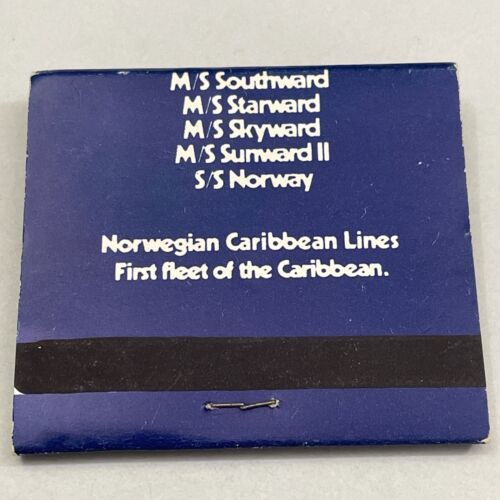 M/S Southward
M/S Starward
M/S Skyward
M/S Sunward II
S/S Norway
Norwegian Caribbean Lines
First fleet of the Caribbean.